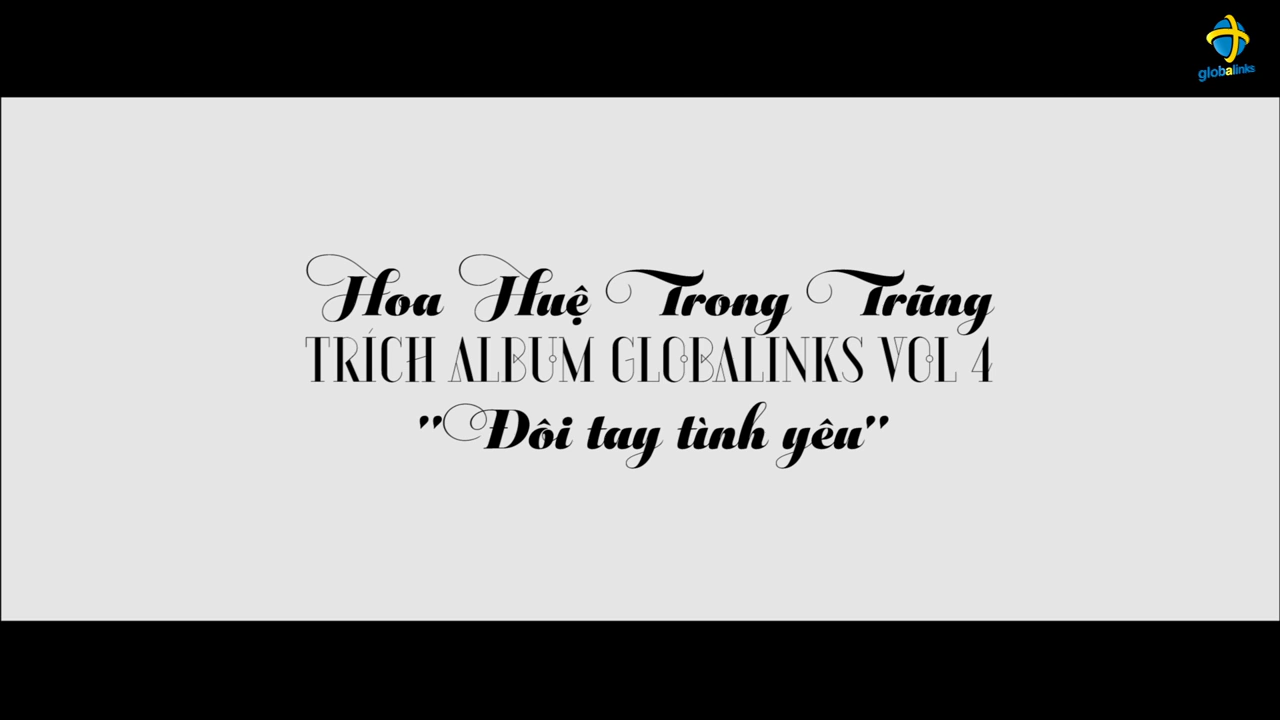 globalinks
Hoa Huệ Trong Trũng
TRÍCH ALBUM GLOBALINKS VOL 4
"Đôi tay tình yêu"